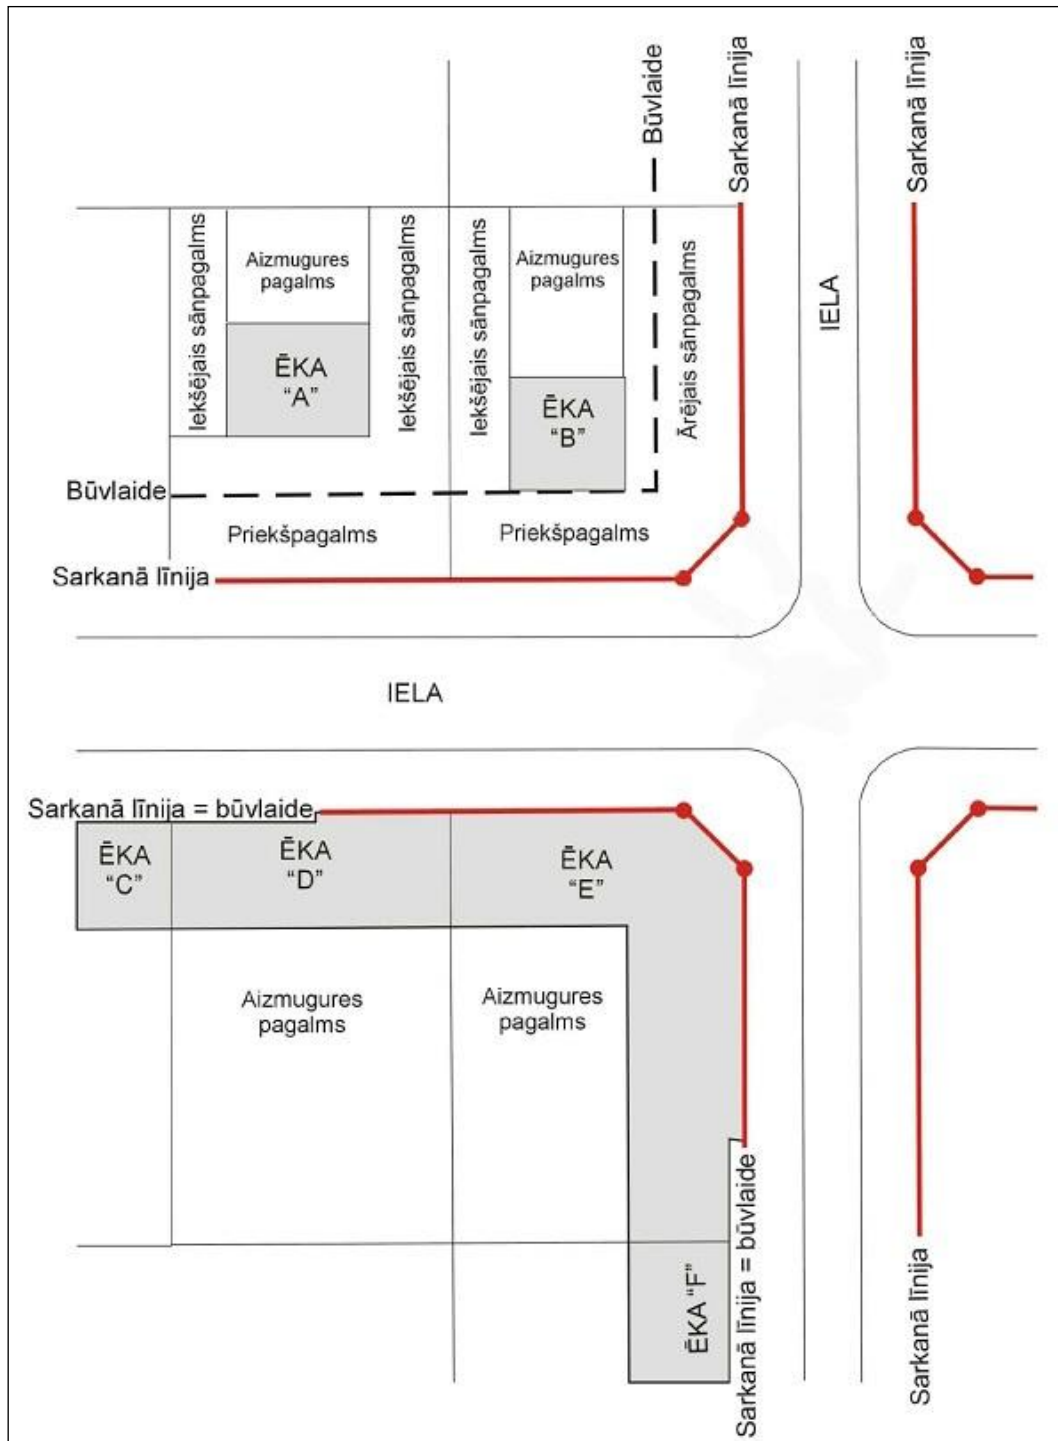 Būvlaide
Sarkanā līnija
Sarkanā līnija
Iekšējais sānpagalms
Aizmugures
pagalms
ĒKA
“A”
Iekšējais sānpagalms
Iekšējais sānpagalms
Aizmugures
pagalms
ĒKA
“B”
Ārējais sānpagalms
IELA
Būvlaide
Priekšpagalms
Priekšpagalms
Sarkanā līnija
IELA
Sarkanā līnija = būvlaide
ĒKA
“C”
ĒKA
“D”
ĒKA
“E”
Aizmugures
pagalms
Aizmugures
pagalms
ĒKA “F”
Sarkanā līnija = būvlaide
Sarkanā līnija